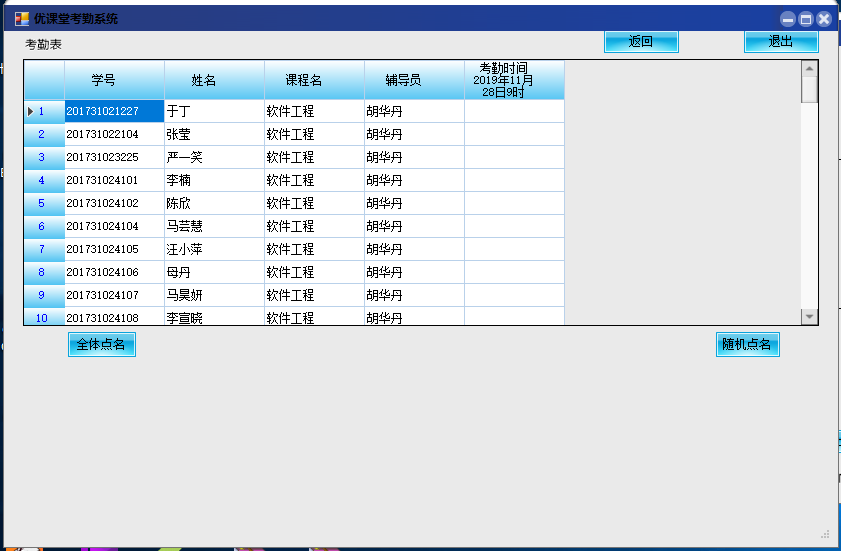 优课堂考勤系统
考勤表 返回 退出
学号 姓名 课程名 辅导员 考勤时间
2019年11月
28日9时
1 201731021227 于丁 软件工程 胡华丹
2 201731022104 张莹 软件工程 胡华丹
3 201731023225 严一笑 软件工程 胡华丹
4 201731024101 李楠 软件工程 胡华丹
5 201731024102 陈欣 软件工程 胡华丹
6 201731024104 马芸慧 软件工程 胡华丹
7 201731024105 汪小萍 软件工程 胡华丹
8 201731024106 母丹 软件工程 胡华丹
9 201731024107 马昊妍 软件工程 胡华丹
10 201731024108 李宣晓 软件工程 胡华丹
全体点名 随机点名